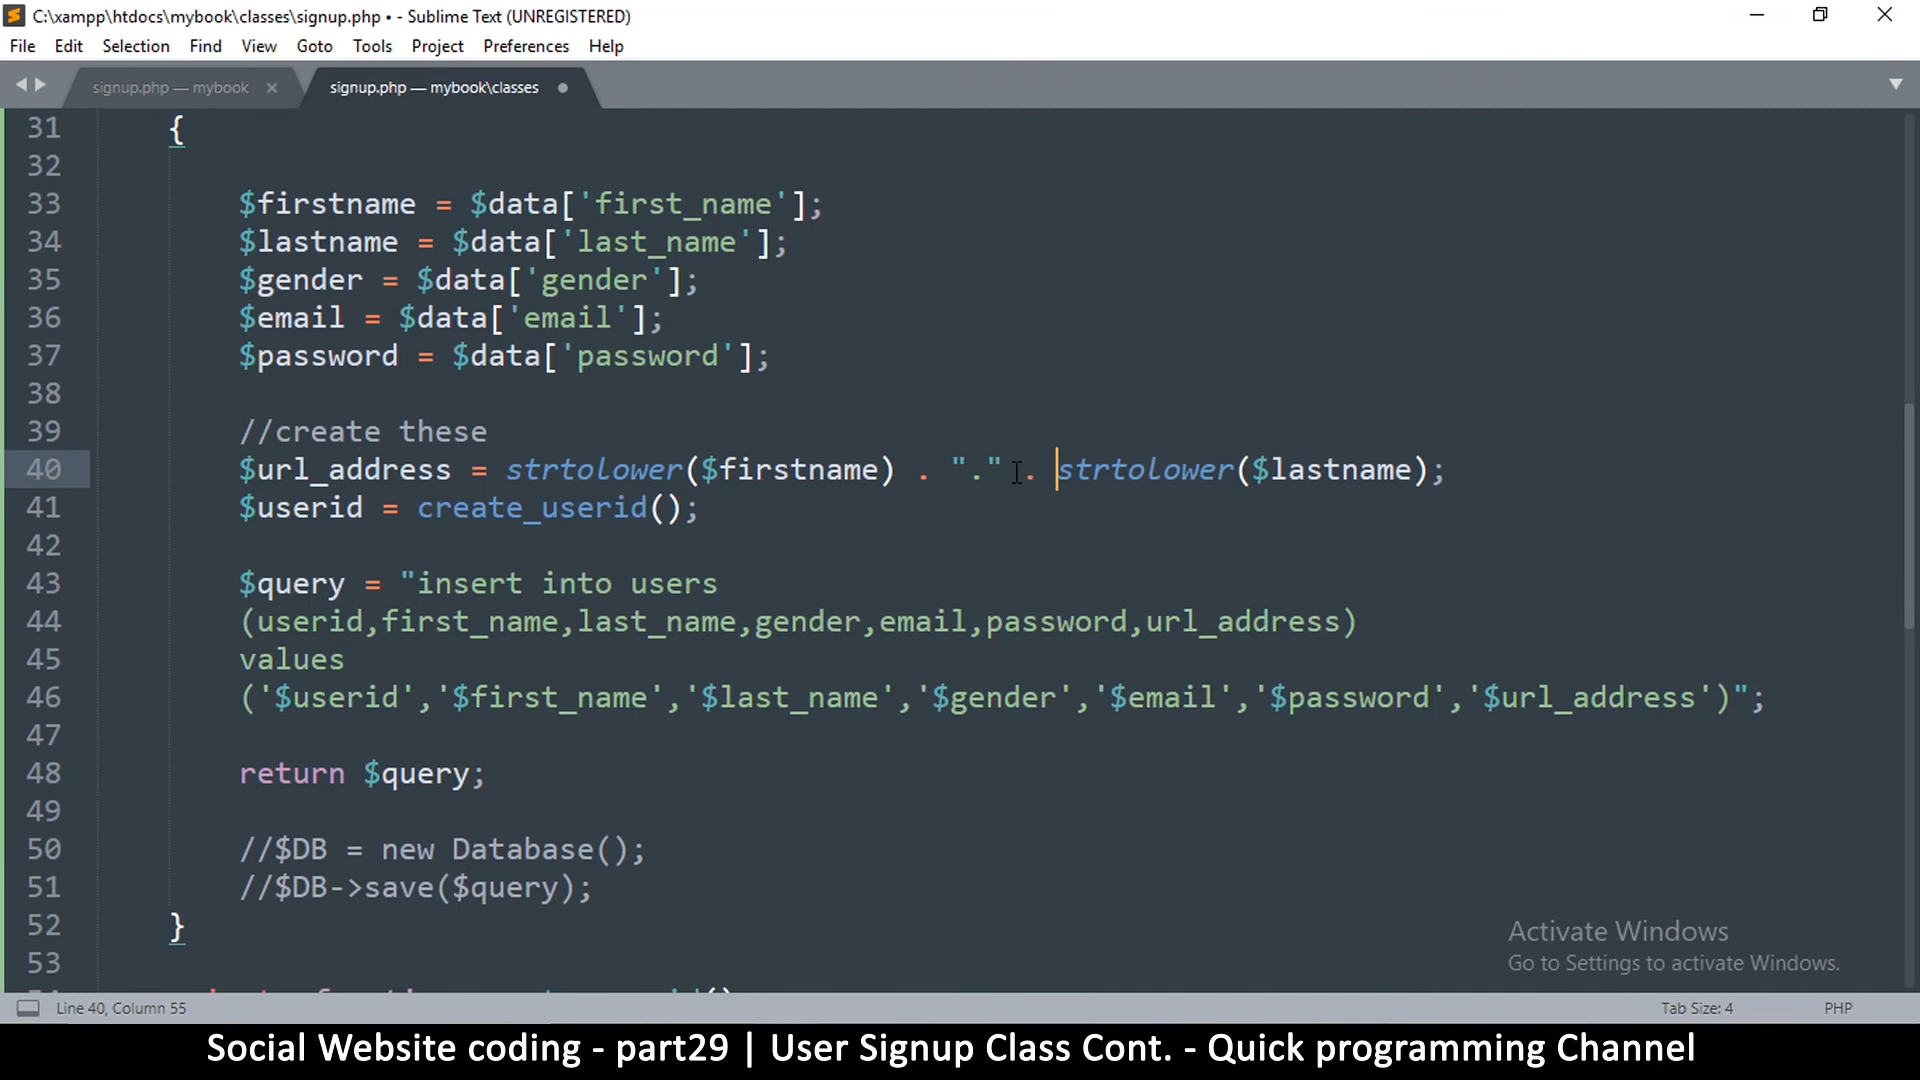 C:\xampp\htdocs\mybook\classes\signup.php • - Sublime Text (UNREGISTERED)
File Edit Selection Find View Goto Tools Project Preferences Help
signup.php — mybook × signup.php — mybook\classes
31 {
32
33 $firstname = $data['first_name'];
34 $lastname = $data['last_name'];
35 $gender = $data['gender'];
36 $email = $data['email'];
37 $password = $data['password'];
38
39 //create these
40 $url_address = strtolower($firstname) . "." . strtolower($lastname);
41 $userid = create_userid();
42
43 $query = "insert into users
44 (userid,first_name,last_name,gender,email,password,url_address)
45 values
46 ('$userid','$first_name','$last_name','$gender','$email','$password','$url_address')";
47
48 return $query;
49
50 //$DB = new Database();
51 //$DB->save($query);
52 }
53
Activate Windows
Go to Settings to activate Windows.
Line 40, Column 55 Tab Size: 4 PHP
Social Website coding - part29 | User Signup Class Cont. - Quick programming Channel